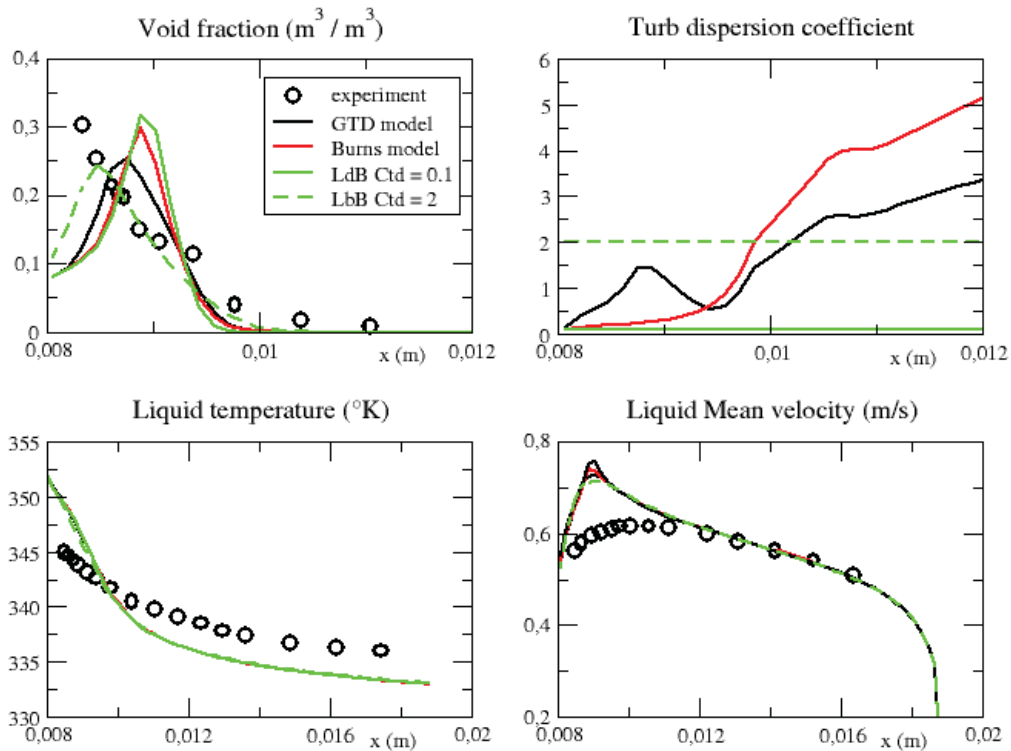 Void fraction (m³ / m³)
0,4
0,3
0,2
0,1
0
0,008
0,01
0,012
x (m)
experiment
GTD model
Burns model
LdB Ctd = 0.1
LbB Ctd = 2
Turb dispersion coefficient
6
5
4
3
2
1
0
0,008
0,01
0,012
x (m)
Liquid temperature (°K)
355
350
345
340
335
330
0,008
0,012
0,016
0,02
x (m)
Liquid Mean velocity (m/s)
0,8
0,6
0,4
0,2
0,008
0,012
0,016
0,02
x (m)